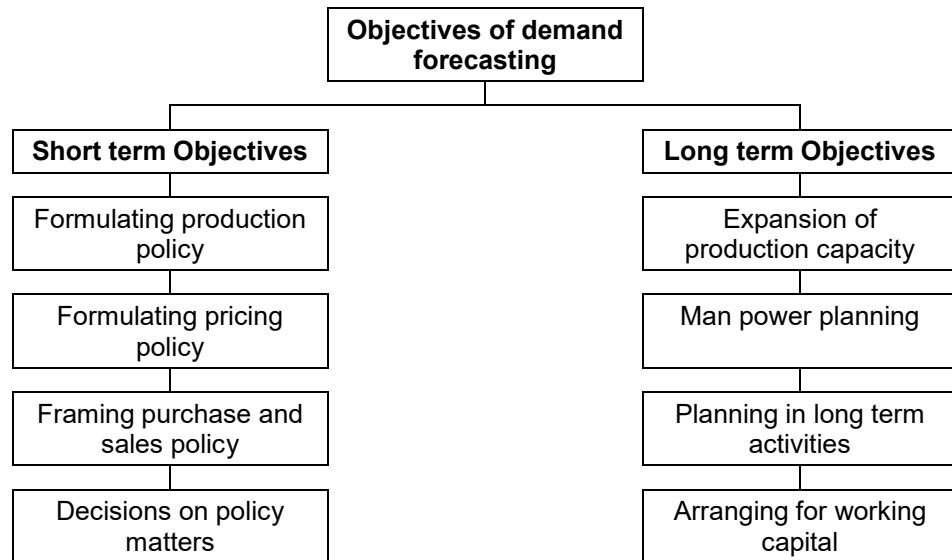 Objectives of demand
forecasting
Short term Objectives
Formulating production
policy
Formulating pricing
policy
Framing purchase and
sales policy
Decisions on policy
matters
Long term Objectives
Expansion of
production capacity
Man power planning
Planning in long term
activities
Arranging for working
capital